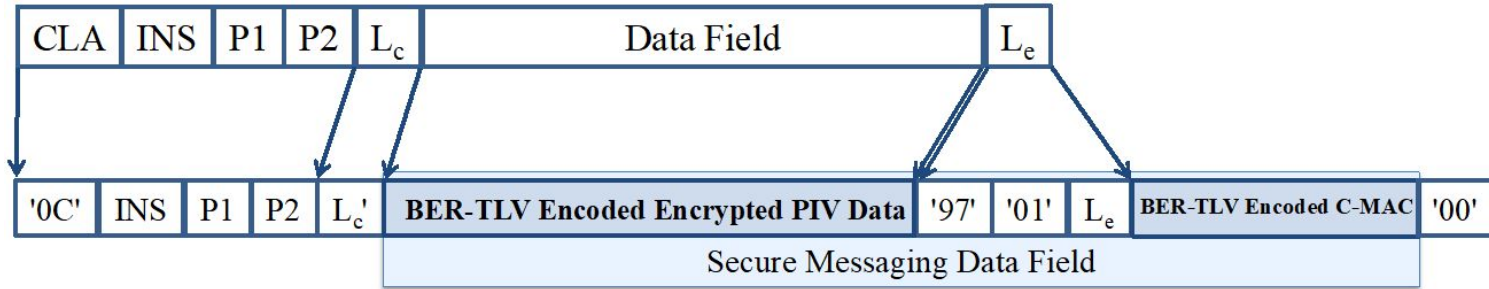 CLA INS P1 P2 Lc Data Field Le
'0C' INS P1 P2 Lc' BER-TLV Encoded Encrypted PIV Data '97' '01' Le BER-TLV Encoded C-MAC '00'
Secure Messaging Data Field